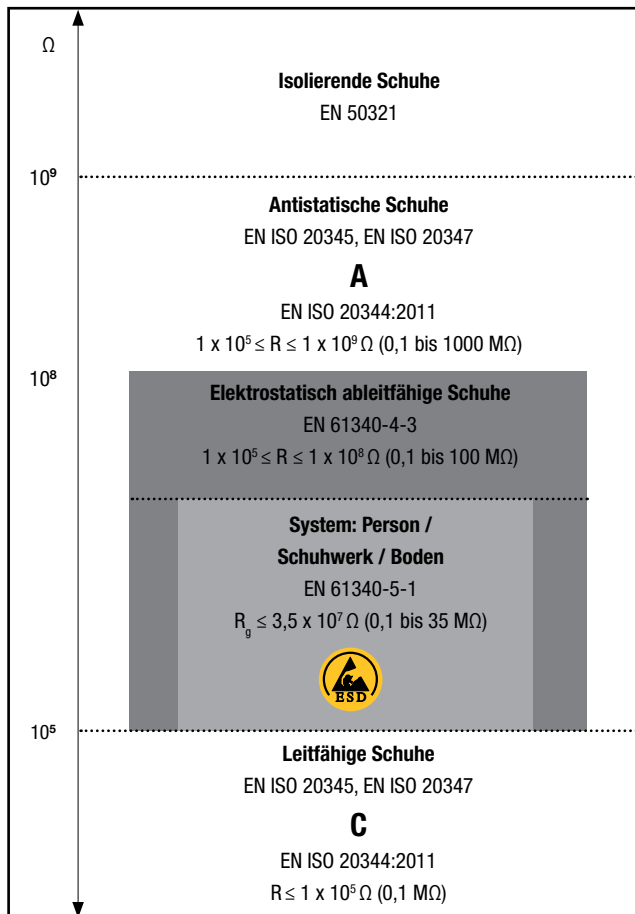 Ω
Isolierende Schuhe
EN 50321
10⁹
Antistatische Schuhe
EN ISO 20345, EN ISO 20347
A
EN ISO 20344:2011
1 x 10⁵ ≤ R ≤ 1 x 10⁹ Ω (0,1 bis 1000 MΩ)
10⁸
Elektrostatisch ableitfähige Schuhe
EN 61340-4-3
1 x 10⁵ ≤ R ≤ 1 x 10⁸ Ω (0,1 bis 100 MΩ)
System: Person /
Schuhwerk / Boden
EN 61340-5-1
R_g ≤ 3,5 x 10⁷ Ω (0,1 bis 35 MΩ)
ESD
10⁵
Leitfähige Schuhe
EN ISO 20345, EN ISO 20347
C
EN ISO 20344:2011
R ≤ 1 x 10⁵ Ω (0,1 MΩ)